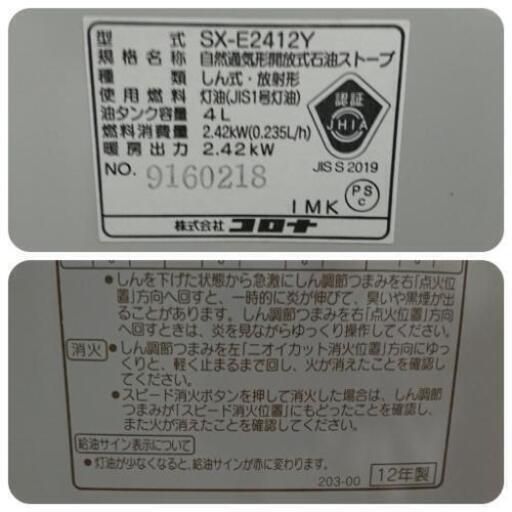 型 式 SX-E2412Y
規格名称 自然通気形開放式石油ストーブ
種 類 しん式・放射形
使用燃料 灯油(JIS1号灯油)
油タンク容量 4L
燃料消費量 2.42kW(0.235L/h)
暖房出力 2.42kW
認証
JHIA
JIS S 2019
NO. 9160218
IMK PS C
株式会社 コロナ
●しんを下げた状態から急激にしん調節つまみを右「点火位
置」方向へ回すと、一時的に炎が伸びて、臭いや黒煙が出
ることがあります。しん調節つまみを右「点火位置」方向へ
回すときは、炎を見ながらゆっくり操作してください。
消火 ●しん調節つまみを左「ニオイカット消火位置」方向にゆっ
くりと、軽く止まるまで回し、火が消えたことを確認し
てください。
●スピード消火ボタンを押して消火した場合は、しん調節
つまみが「スピード消火位置」にもどったことを確認し、
また火が消えたことを確認してください。
給油サイン表示について
●灯油が少なくなると、給油サインが赤に変わります。
203-00 12年製